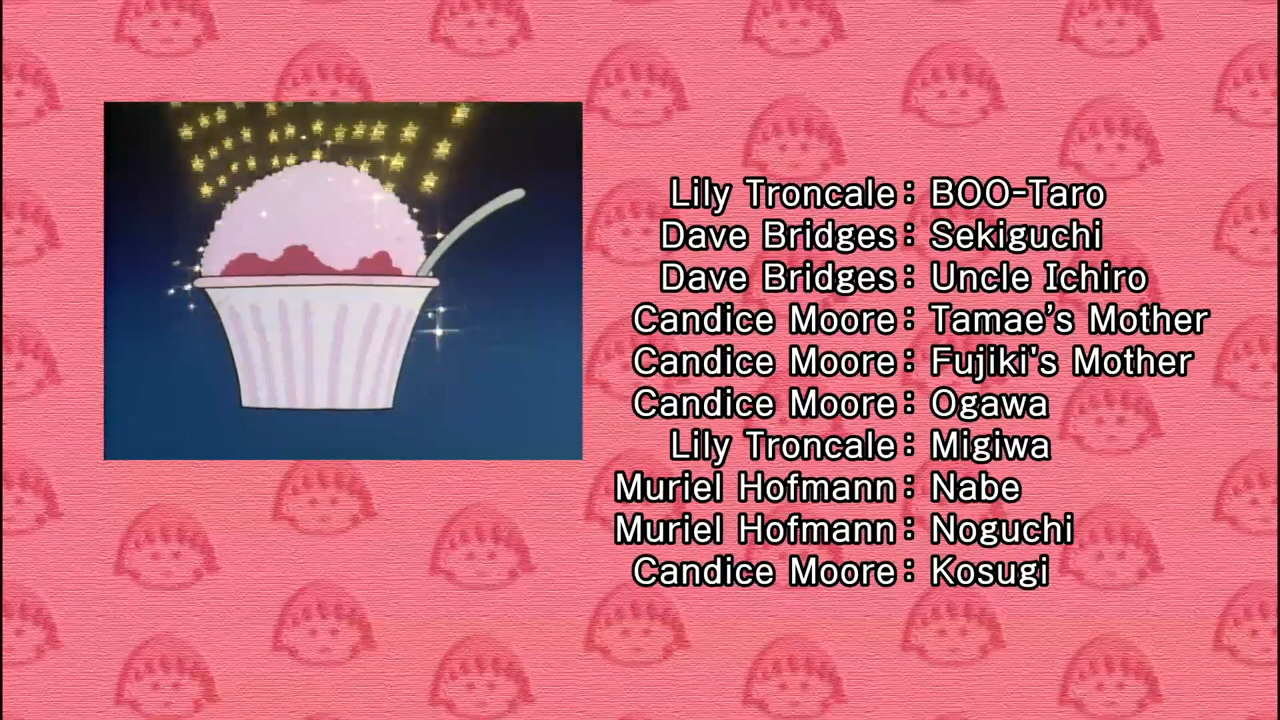 Lily Troncale: BOO-Taro
Dave Bridges: Sekiguchi
Dave Bridges: Uncle Ichiro
Candice Moore: Tamae’s Mother
Candice Moore: Fujiki's Mother
Candice Moore: Ogawa
Lily Troncale: Migiwa
Muriel Hofmann: Nabe
Muriel Hofmann: Noguchi
Candice Moore: Kosugi